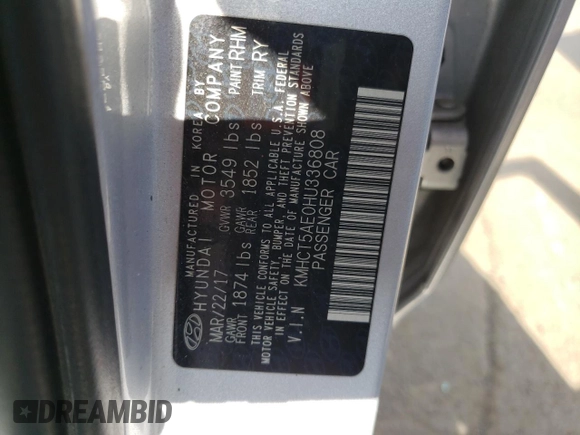 MANUFACTURED IN KOREA BY
HYUNDAI MOTOR COMPANY
MAR/22/17 GVWR 3549 lbs PAINT RHM
GAWR FRONT 1874 lbs GAWR REAR 1852 lbs TRIM RY
THIS VEHICLE CONFORMS TO ALL APPLICABLE U.S.A. FEDERAL
MOTOR VEHICLE SAFETY, BUMPER, AND THEFT PREVENTION STANDARDS
IN EFFECT ON THE DATE OF MANUFACTURE SHOWN ABOVE
V.I.N KMHCT5AE0HU336808
PASSENGER CAR
DREAMBID